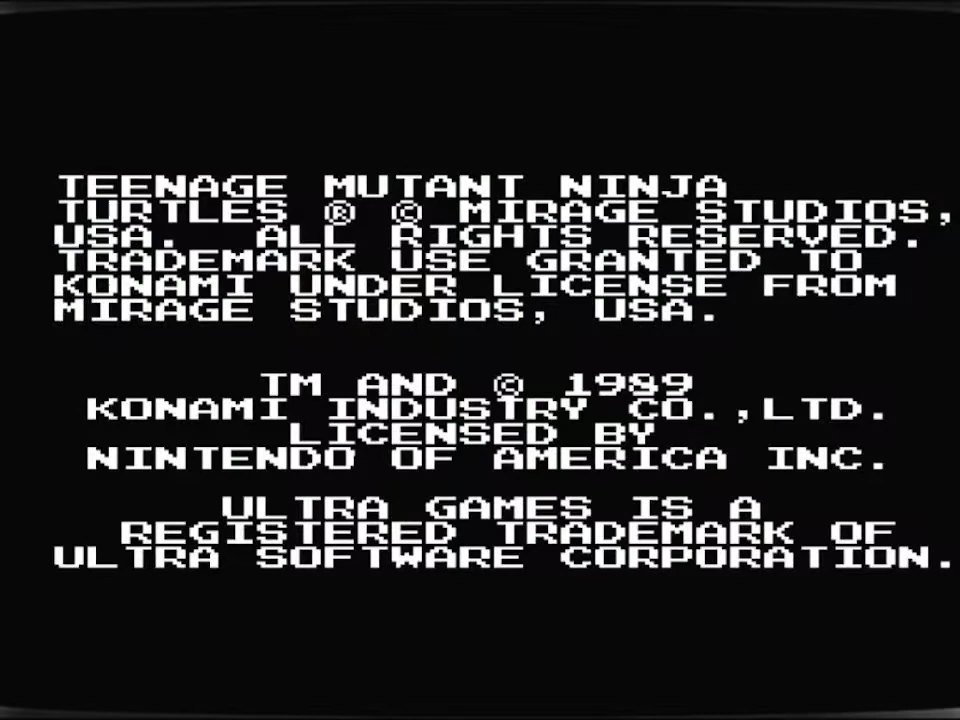 TEENAGE MUTANT NINJA
TURTLES ® © MIRAGE STUDIOS,
USA. ALL RIGHTS RESERVED.
TRADEMARK USE GRANTED TO
KONAMI UNDER LICENSE FROM
MIRAGE STUDIOS, USA.
TM AND © 1989
KONAMI INDUSTRY CO.,LTD.
LICENSED BY
NINTENDO OF AMERICA INC.
ULTRA GAMES IS A
REGISTERED TRADEMARK OF
ULTRA SOFTWARE CORPORATION.